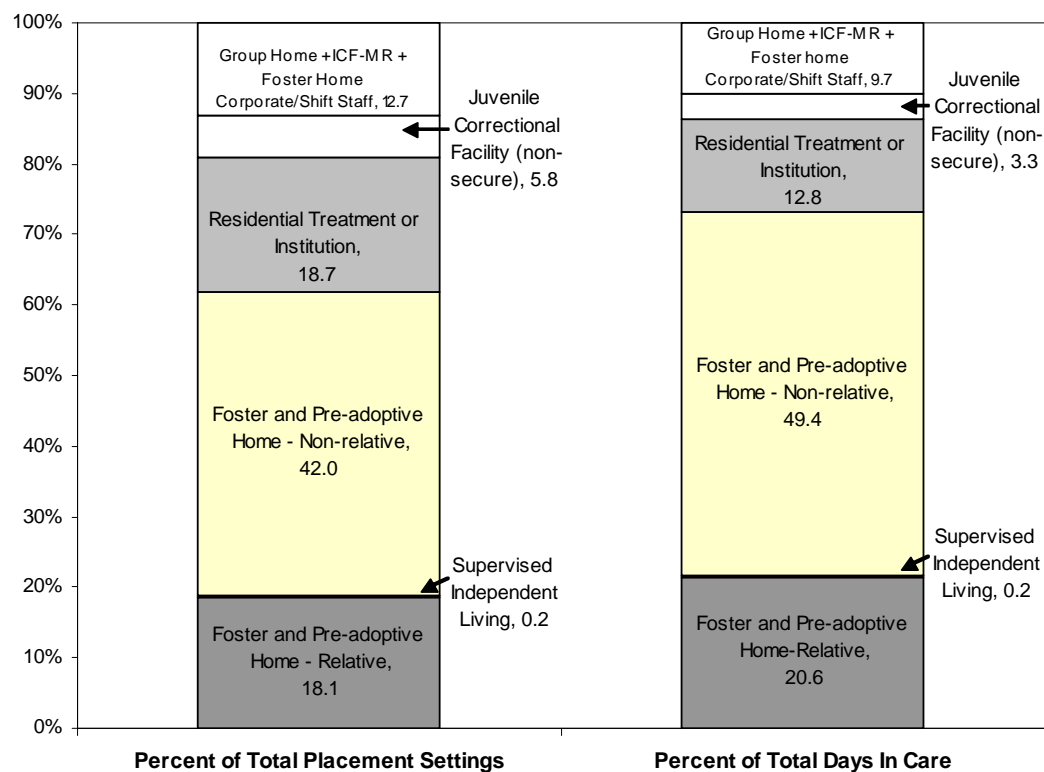 100%
90%
80%
70%
60%
50%
40%
30%
20%
10%
0%
Group Home +ICF-MR +
Foster Home
Corporate/Shift Staff, 12.7
Juvenile
Correctional
Facility (non-
secure), 5.8
Residential Treatment or
Institution,
18.7
Foster and Pre-adoptive
Home - Non-relative,
42.0
Supervised
Independent
Living, 0.2
Foster and Pre-adoptive
Home - Relative,
18.1
Group Home +ICF-MR +
Foster home
Corporate/Shift Staff, 9.7
Juvenile
Correctional
Facility (non-
secure), 3.3
Residential Treatment or
Institution,
12.8
Foster and Pre-adoptive
Home - Non-relative,
49.4
Supervised
Independent
Living, 0.2
Foster and Pre-adoptive
Home-Relative,
20.6
Percent of Total Placement Settings
Percent of Total Days In Care